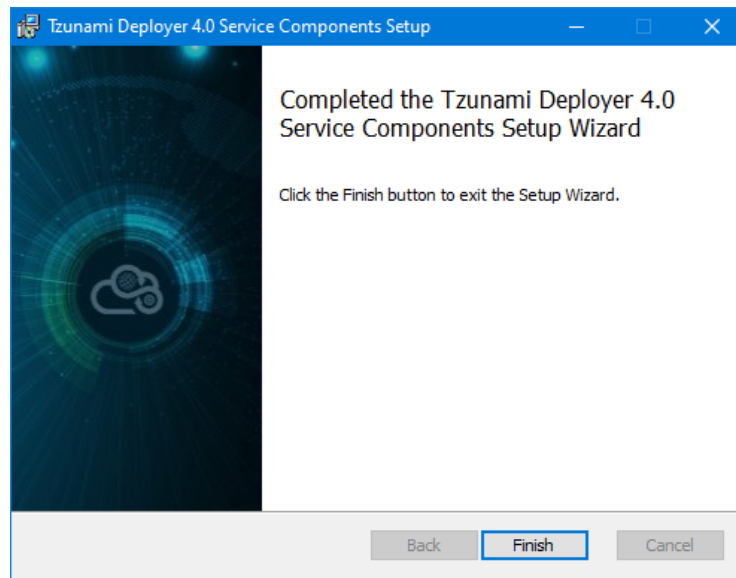 Tzunami Deployer 4.0 Service Components Setup
Completed the Tzunami Deployer 4.0
Service Components Setup Wizard
Click the Finish button to exit the Setup Wizard.
Back
Finish
Cancel